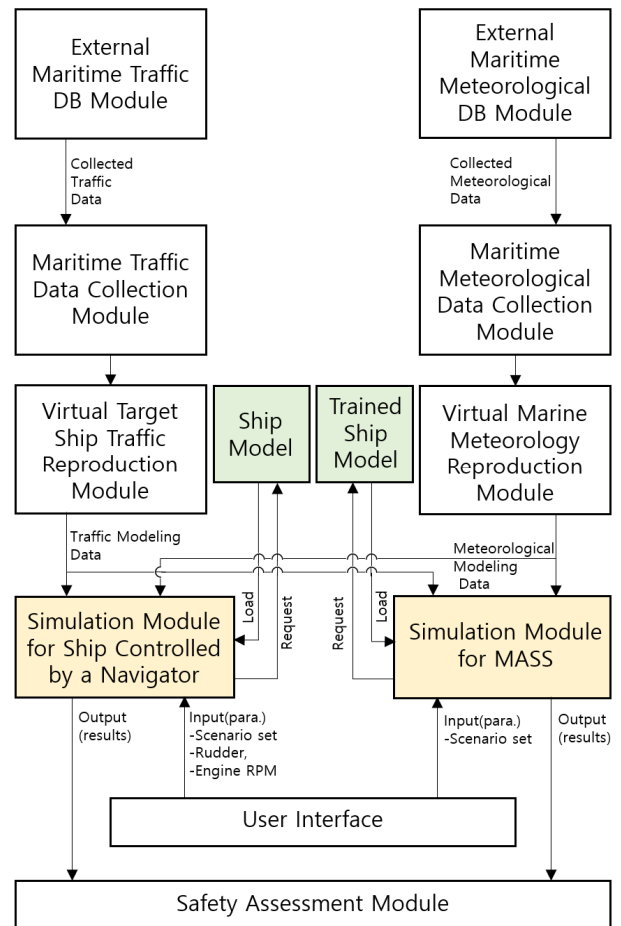 External
Maritime Traffic
DB Module
External
Maritime
Meteorological
DB Module
Collected
Traffic
Data
Collected
Meteorological
Data
Maritime Traffic
Data Collection
Module
Maritime
Meteorological
Data Collection
Module
Virtual Target
Ship Traffic
Reproduction
Module
Ship
Model
Trained
Ship
Model
Virtual Marine
Meteorology
Reproduction
Module
Traffic Modeling
Data
Meteorological
Modeling
Data
Load
Request
Request
Load
Simulation Module
for Ship Controlled
by a Navigator
Simulation Module
for MASS
Output
(results)
Input(para.)
-Scenario set
-Rudder,
-Engine RPM
Input(para.)
-Scenario set
Output
(results)
User Interface
Safety Assessment Module